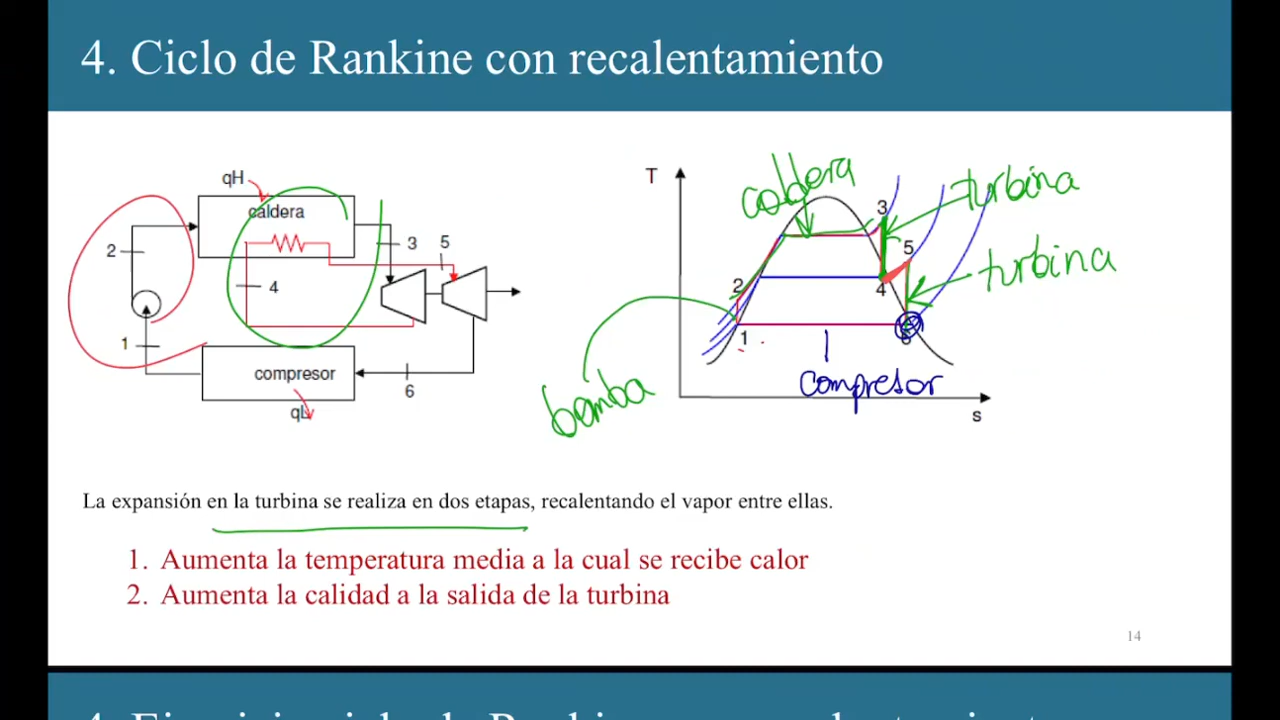 4. Ciclo de Rankine con recalentamiento
qH
caldera
2
3
5
4
1
compresor
6
qL
T
caldera
turbina
3
5
turbina
2
4
1
6
compresor
bomba
s
La expansión en la turbina se realiza en dos etapas, recalentando el vapor entre ellas.
1. Aumenta la temperatura media a la cual se recibe calor
2. Aumenta la calidad a la salida de la turbina
14